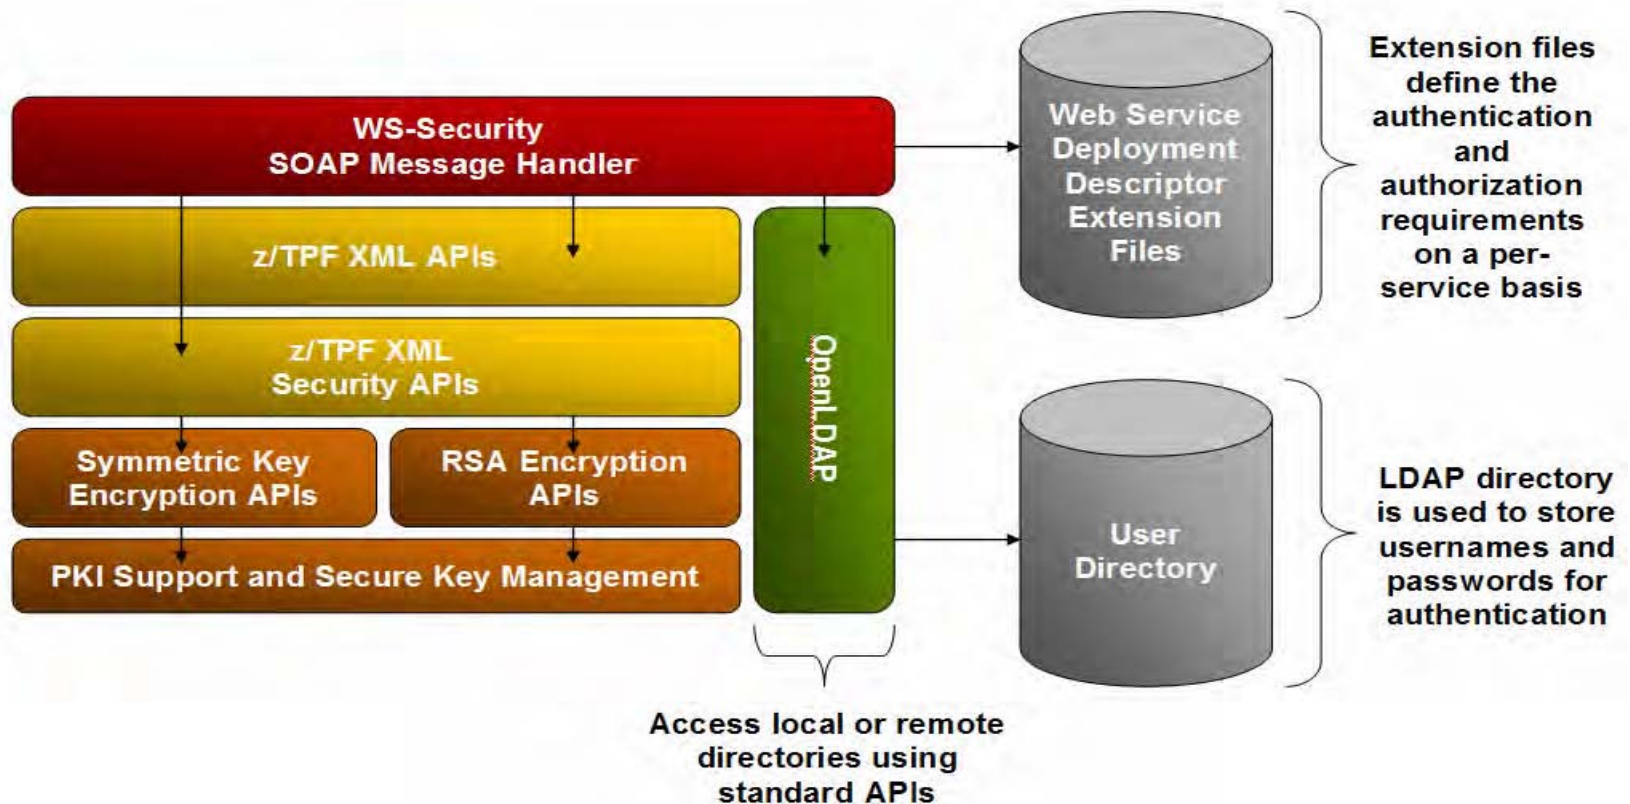 WS-Security
SOAP Message Handler
z/TPF XML APIs
z/TPF XML
Security APIs
Symmetric Key
Encryption APIs
RSA Encryption
APIs
PKI Support and Secure Key Management
OpenLDAP
Access local or remote
directories using
standard APIs
Web Service
Deployment
Descriptor
Extension
Files
Extension files
define the
authentication
and
authorization
requirements
on a per-
service basis
User
Directory
LDAP directory
is used to store
usernames and
passwords for
authentication